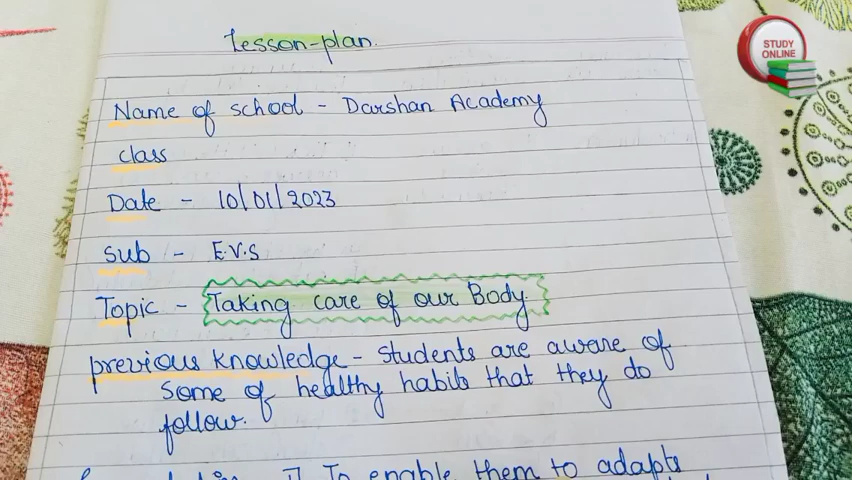 Lesson-plan.
STUDY
ONLINE
Name of school - Darshan Academy
class
Date - 10/01/2023
Sub - E.V.S
Topic - Taking care of our Body.
previous knowledge - students are aware of
some of healthy habits that they do
follow.
To enable them to adapts